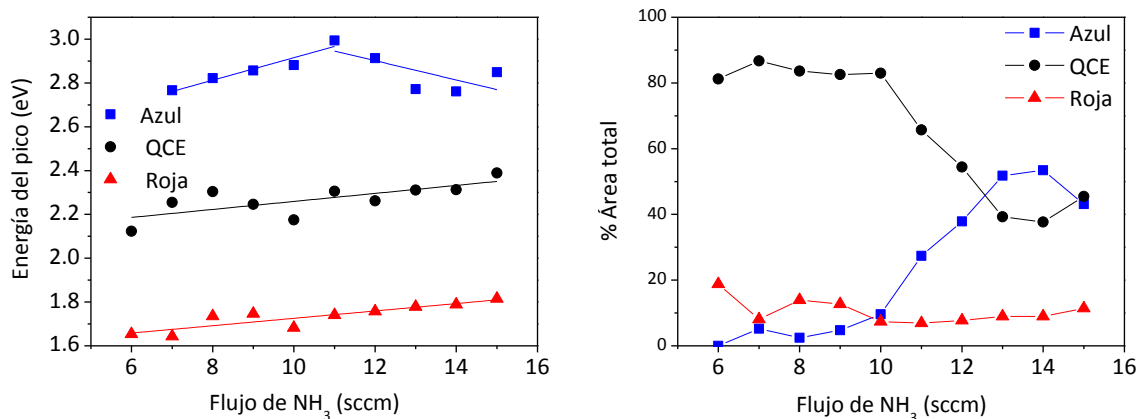 3.0
2.8
2.6
2.4
2.2
2.0
1.8
1.6
Energía del pico (eV)
Azul
QCE
Roja
6 8 10 12 14 16
Flujo de NH3 (sccm)
100
80
60
40
20
0
% Área total
Azul
QCE
Roja
6 8 10 12 14 16
Flujo de NH3 (sccm)